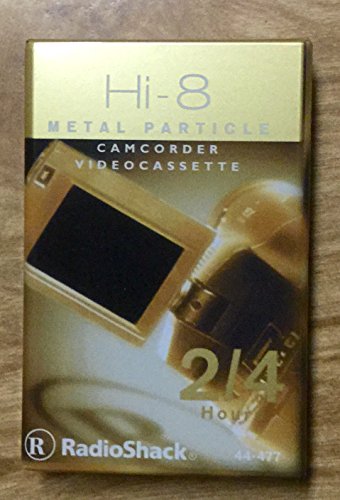 Hi-8
METAL PARTICLE
CAMCORDER
VIDEOCASSETTE
2/4
Hour
R RadioShack®
44-477